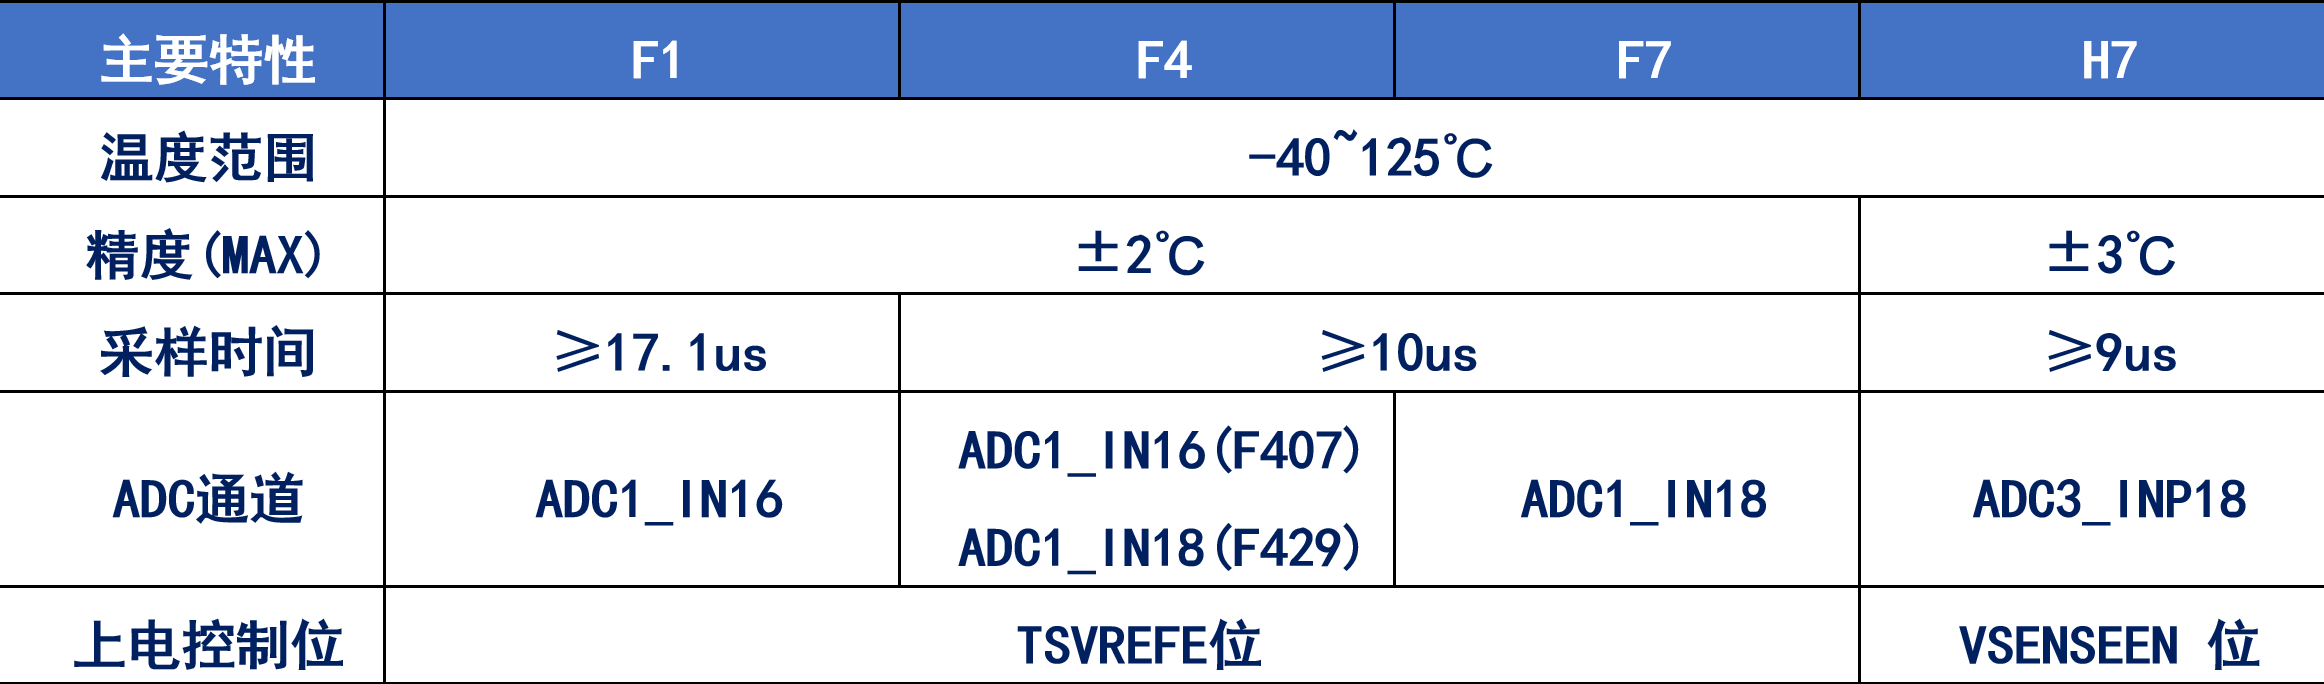 主要特性 F1 F4 F7 H7
温度范围 -40~125℃
精度(MAX) ±2℃ ±3℃
采样时间 ≥17.1us ≥10us ≥9us
ADC通道 ADC1_IN16 ADC1_IN16(F407) ADC1_IN18 ADC3_INP18
ADC1_IN18(F429)
上电控制位 TSVREFE位 VSENSEEN 位